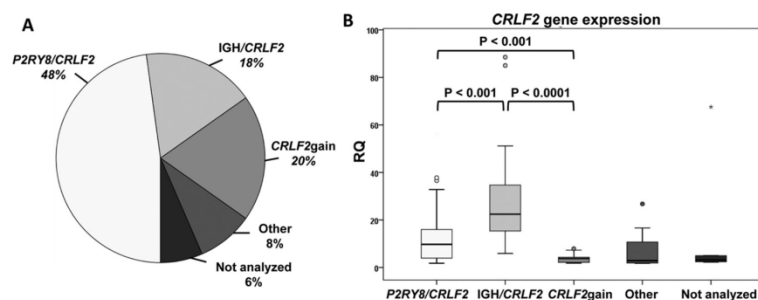 A
P2RY8/CRLF2
48%
IGH/CRLF2
18%
CRLF2gain
20%
Other
8%
Not analyzed
6%
B
CRLF2 gene expression
P < 0.001
P < 0.001
P < 0.0001
RQ
100
80
60
40
20
0
P2RY8/CRLF2
IGH/CRLF2
CRLF2gain
Other
Not analyzed